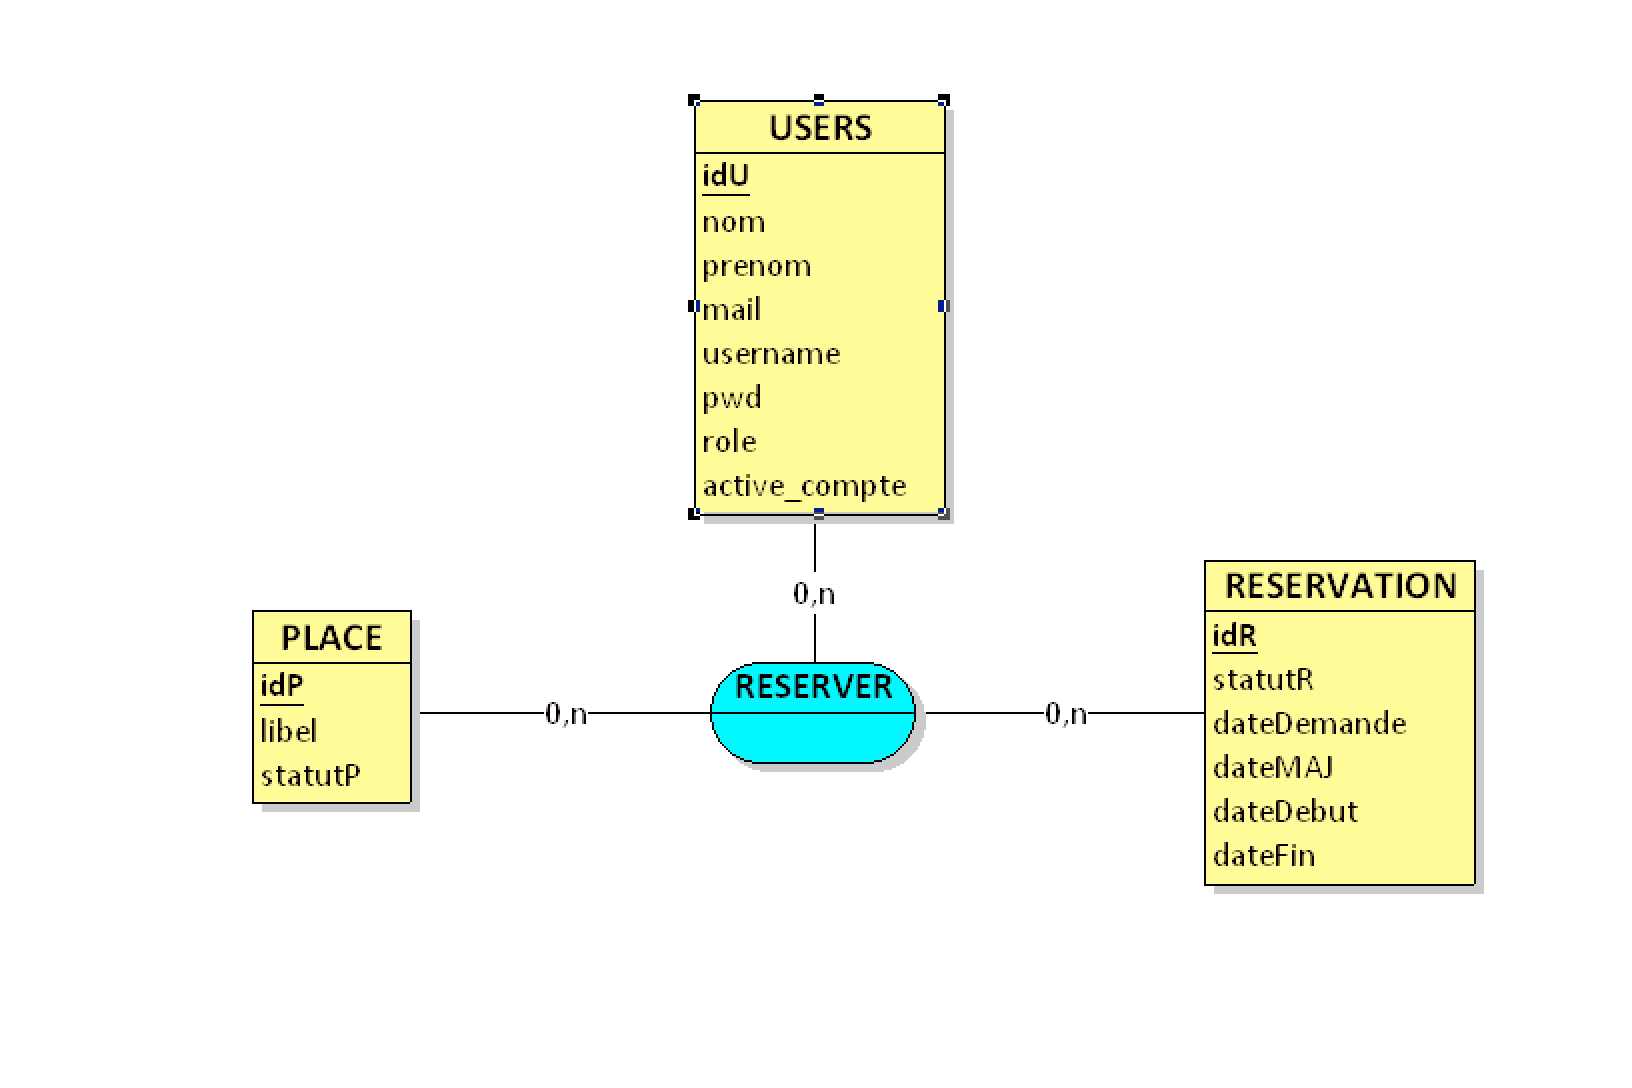 USERS
idU
nom
prenom
mail
username
pwd
role
active_compte
0,n
PLACE
idP
libel
statutP
0,n
RESERVER
0,n
RESERVATION
idR
statutR
dateDemande
dateMAJ
dateDebut
dateFin